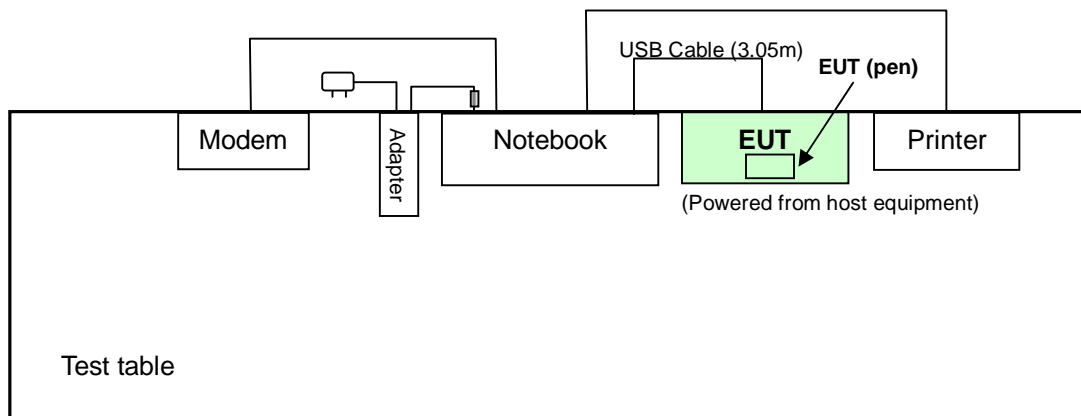 USB Cable (3.05m)
EUT (pen)
Modem
Adapter
Notebook
EUT
Printer
(Powered from host equipment)
Test table